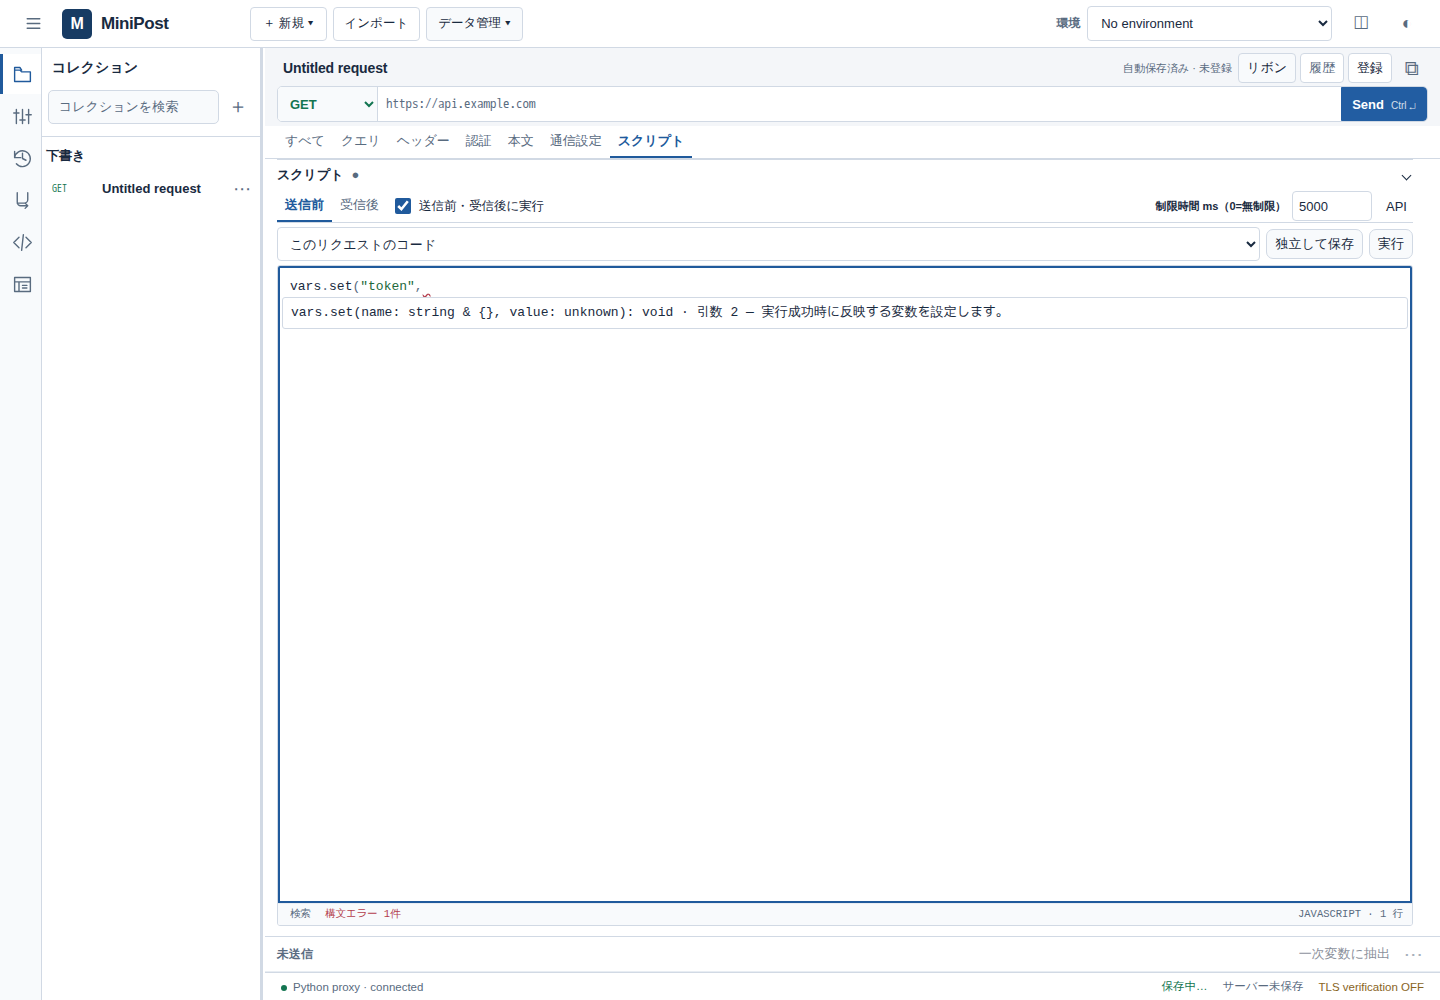 M MiniPost ＋ 新規 ▾ インポート データ管理 ▾ 環境 No environment
コレクション
コレクションを検索 ＋
下書き
GET Untitled request ···
Untitled request 自動保存済み · 未登録 リボン 履歴 登録
GET https://api.example.com Send Ctrl ↵
すべて クエリ ヘッダー 認証 本文 通信設定 スクリプト
スクリプト ●
送信前 受信後 送信前・受信後に実行 制限時間 ms（0=無制限） 5000 API
このリクエストのコード 独立して保存 実行
vars.set("token",
vars.set(name: string & {}, value: unknown): void · 引数 2 — 実行成功時に反映する変数を設定します。
検索 構文エラー 1件 JAVASCRIPT · 1 行
未送信 一次変数に抽出 ···
Python proxy · connected 保存中… サーバー未保存 TLS verification OFF